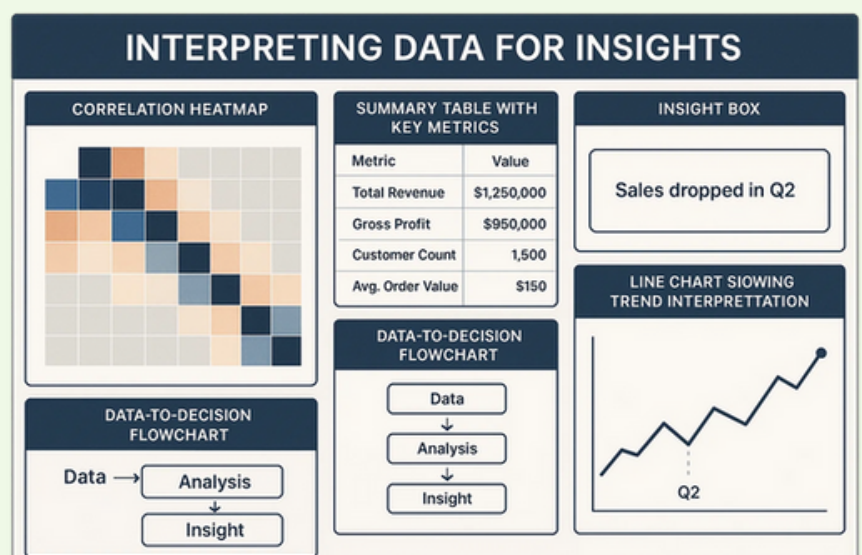 INTERPRETING DATA FOR INSIGHTS
CORRELATION HEATMAP
SUMMARY TABLE WITH
KEY METRICS
Metric Value
Total Revenue $1,250,000
Gross Profit $950,000
Customer Count 1,500
Avg. Order Value $150
INSIGHT BOX
Sales dropped in Q2
LINE CHART SIOWING
TREND INTERPRETTATION
Q2
DATA-TO-DECISION
FLOWCHART
Data
Analysis
Insight
DATA-TO-DECISION
FLOWCHART
Data → Analysis
Insight